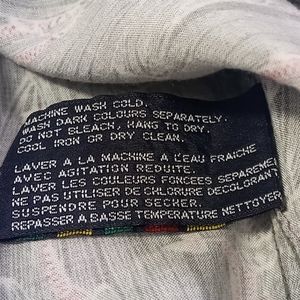 MACHINE WASH COLD.
WASH DARK COLOURS SEPARATELY.
DO NOT BLEACH, HANG TO DRY.
COOL IRON OR DRY CLEAN.
LAVER A LA MACHINE A L'EAU FRAICHE
AVEC AGITATION REDUITE.
LAVER LES COULEURS FONCEES SEPAREMEN
NE PAS UTILISER DE CHLORURE DECOLORANT
SUSPENDRE POUR SECHER.
REPASSER A BASSE TEMPERATURE NETTOYER